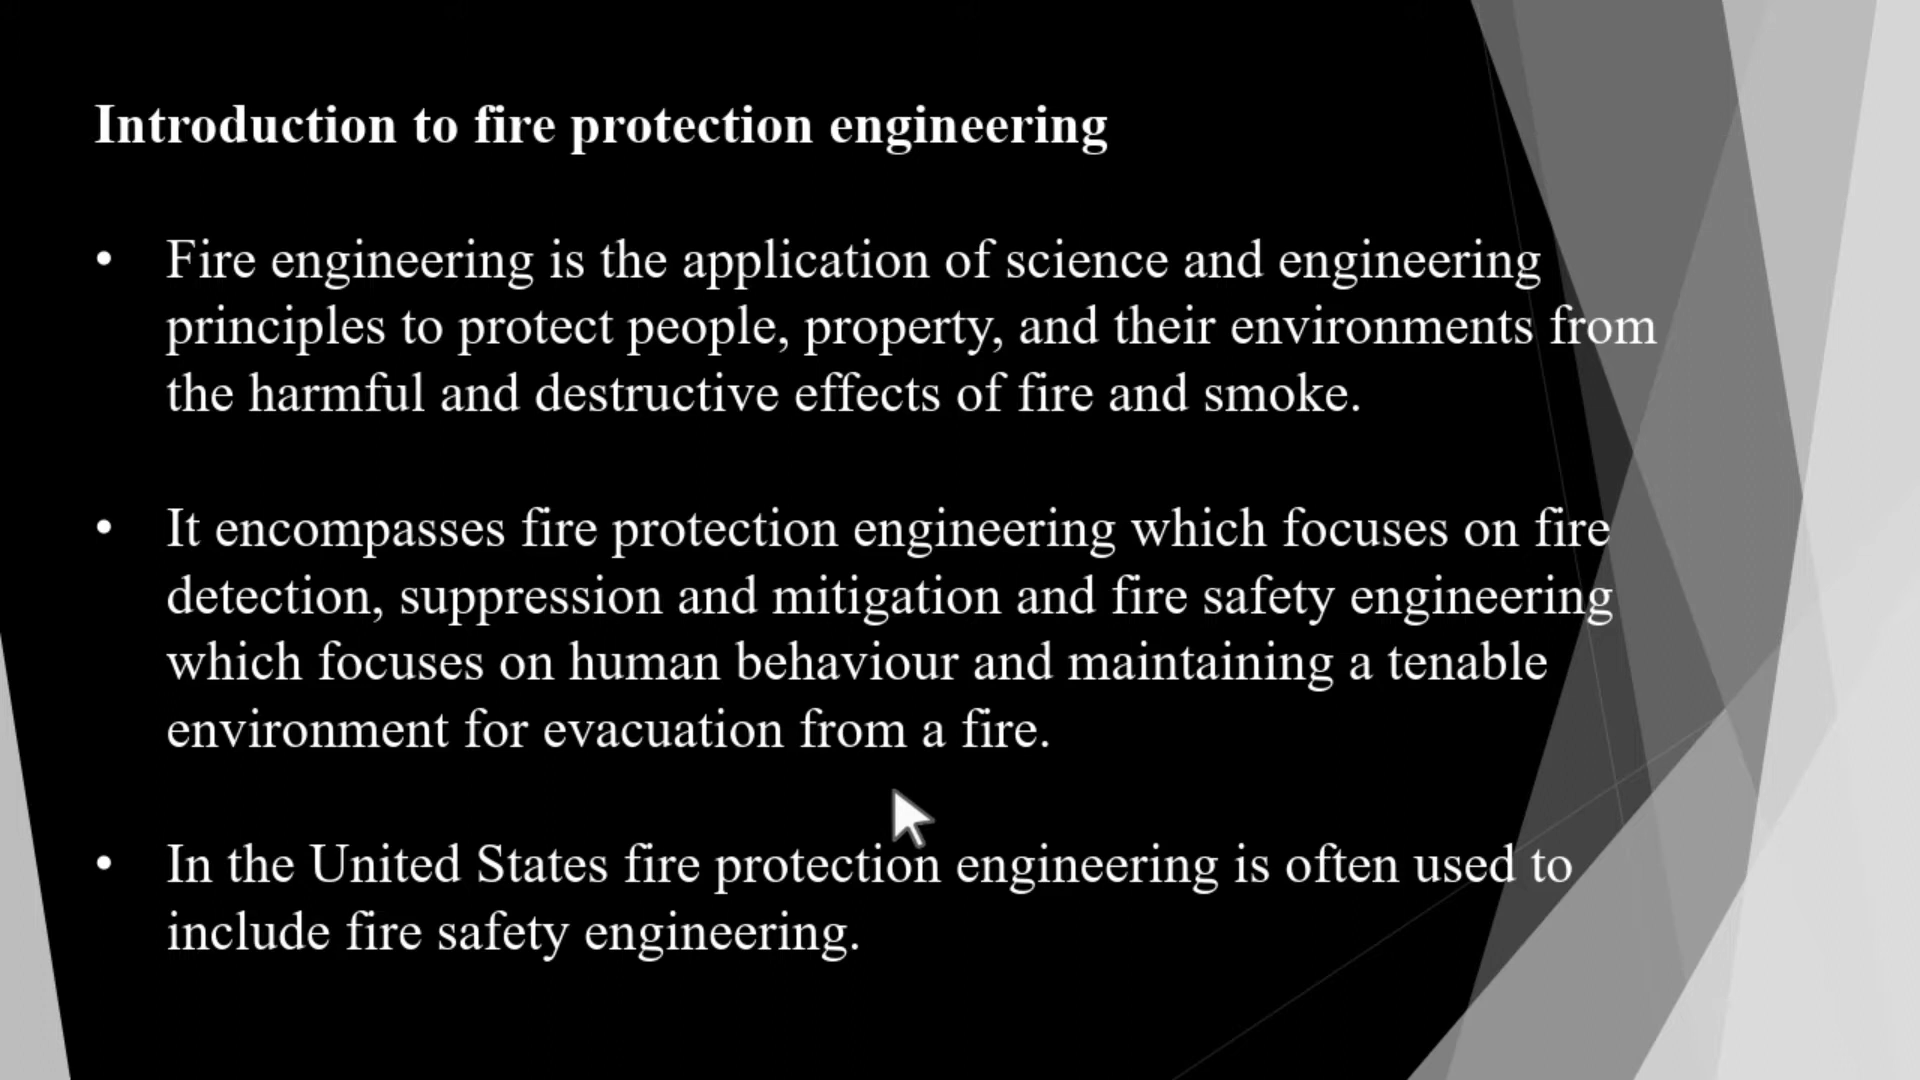 Introduction to fire protection engineering
• Fire engineering is the application of science and engineering
principles to protect people, property, and their environments from
the harmful and destructive effects of fire and smoke.
• It encompasses fire protection engineering which focuses on fire
detection, suppression and mitigation and fire safety engineering
which focuses on human behaviour and maintaining a tenable
environment for evacuation from a fire.
• In the United States fire protection engineering is often used to
include fire safety engineering.